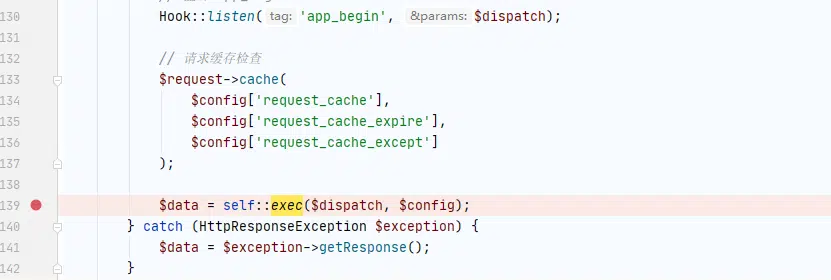 130 Hook::listen( tag: 'app_begin', &params: $dispatch);
131
132 // 请求缓存检查
133 $request->cache(
134 $config['request_cache'],
135 $config['request_cache_expire'],
136 $config['request_cache_except']
137 );
138
139 $data = self::exec($dispatch, $config);
140 } catch (HttpResponseException $exception) {
141 $data = $exception->getResponse();
142 }